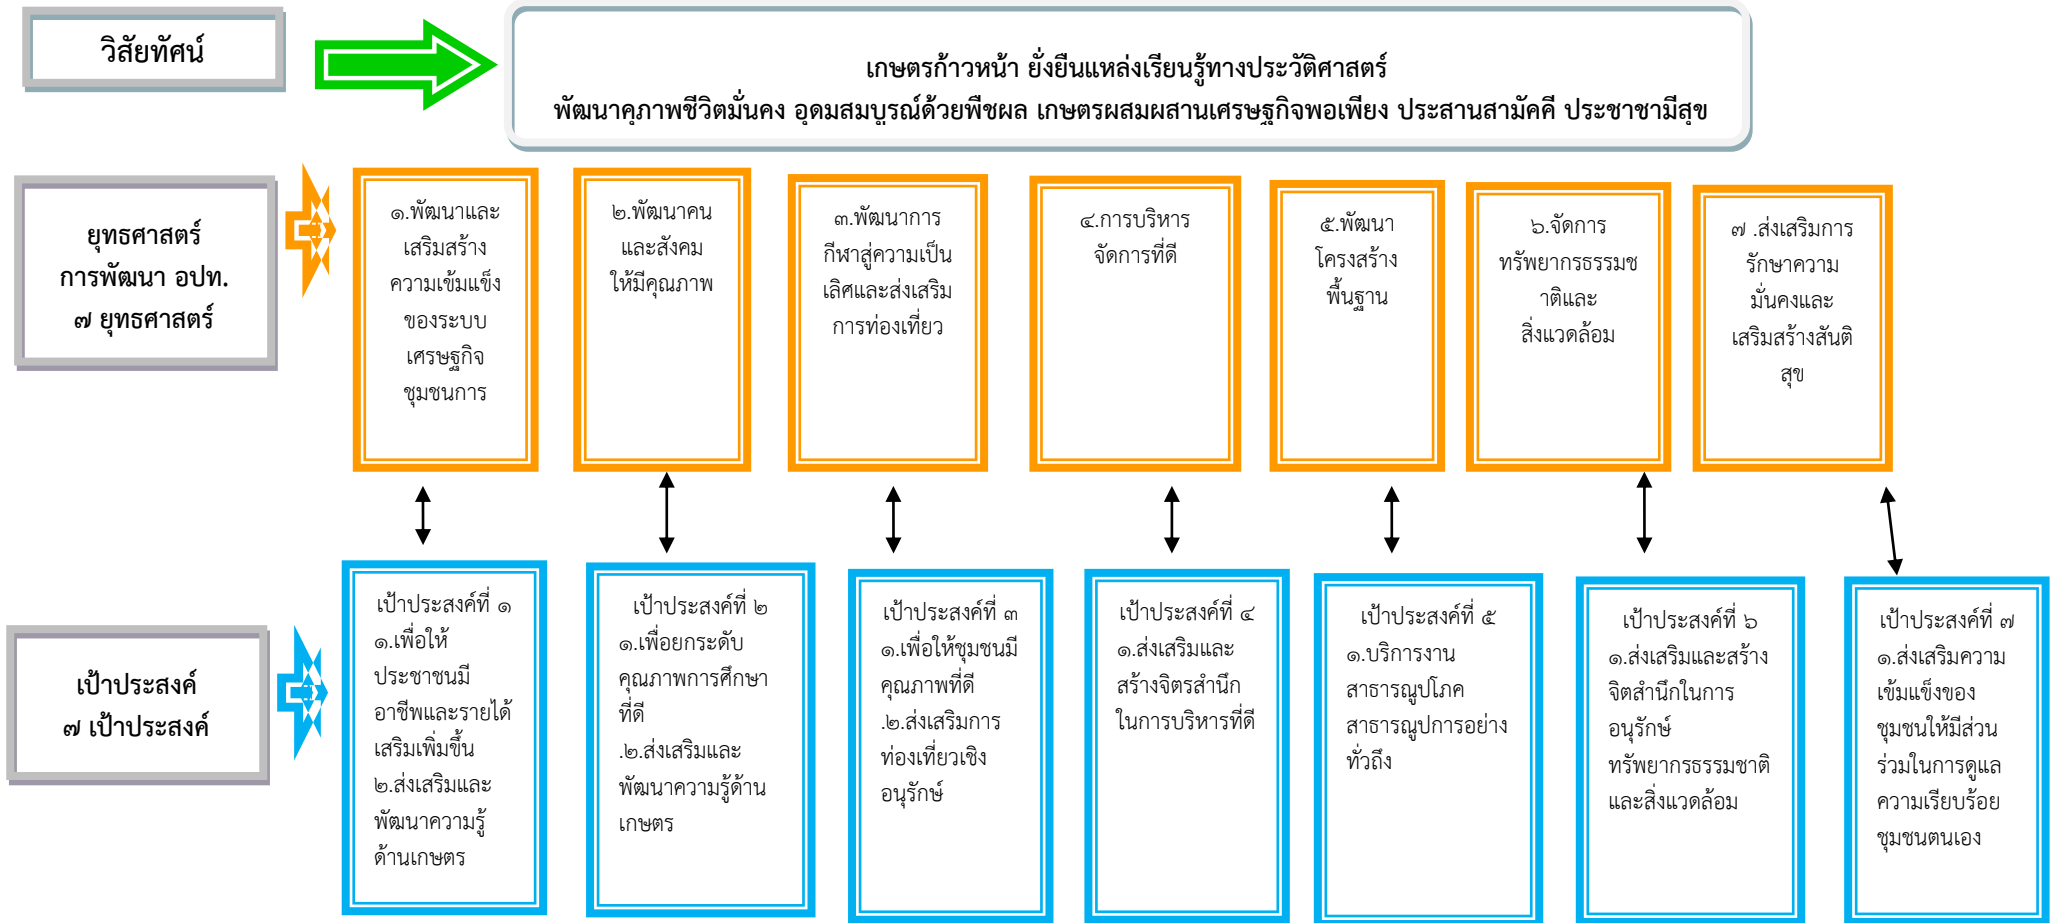 วิสัยทัศน์
เกษตรก้าวหน้า ยั่งยืนแหล่งเรียนรู้ทางประวัติศาสตร์
พัฒนาคุภาพชีวิตมั่นคง อุดมสมบูรณ์ด้วยพืชผล เกษตรผสมผสานเศรษฐกิจพอเพียง ประสานสามัคคี ประชาชามีสุข
ยุทธศาสตร์
การพัฒนา อปท.
๗ ยุทธศาสตร์
๑.พัฒนาและ
เสริมสร้าง
ความเข้มแข็ง
ของระบบ
เศรษฐกิจ
ชุมชนการ
๒.พัฒนาคน
และสังคม
ให้มีคุณภาพ
๓.พัฒนาการ
กีฬาสู่ความเป็น
เลิศและส่งเสริม
การท่องเที่ยว
๔.การบริหาร
จัดการที่ดี
๕.พัฒนา
โครงสร้าง
พื้นฐาน
๖.จัดการ
ทรัพยากรธรรมช
าติและ
สิ่งแวดล้อม
๗ .ส่งเสริมการ
รักษาความ
มั่นคงและ
เสริมสร้างสันติ
สุข
เป้าประสงค์
๗ เป้าประสงค์
เป้าประสงค์ที่ ๑
๑.เพื่อให้
ประชาชนมี
อาชีพและรายได้
เสริมเพิ่มขึ้น
๒.ส่งเสริมและ
พัฒนาความรู้
ด้านเกษตร
เป้าประสงค์ที่ ๒
๑.เพื่อยกระดับ
คุณภาพการศึกษา
ที่ดี
.๒.ส่งเสริมและ
พัฒนาความรู้ด้าน
เกษตร
เป้าประสงค์ที่ ๓
๑.เพื่อให้ชุมชนมี
คุณภาพที่ดี
.๒.ส่งเสริมการ
ท่องเที่ยวเชิง
อนุรักษ์
เป้าประสงค์ที่ ๔
๑.ส่งเสริมและ
สร้างจิตรสำนึก
ในการบริหารที่ดี
เป้าประสงค์ที่ ๕
๑.บริการงาน
สาธารณูปโภค
สาธารณูปการอย่าง
ทั่วถึง
เป้าประสงค์ที่ ๖
๑.ส่งเสริมและสร้าง
จิตสำนึกในการ
อนุรักษ์
ทรัพยากรธรรมชาติ
และสิ่งแวดล้อม
เป้าประสงค์ที่ ๗
๑.ส่งเสริมความ
เข้มแข็งของ
ชุมชนให้มีส่วน
ร่วมในการดูแล
ความเรียบร้อย
ชุมชนตนเอง